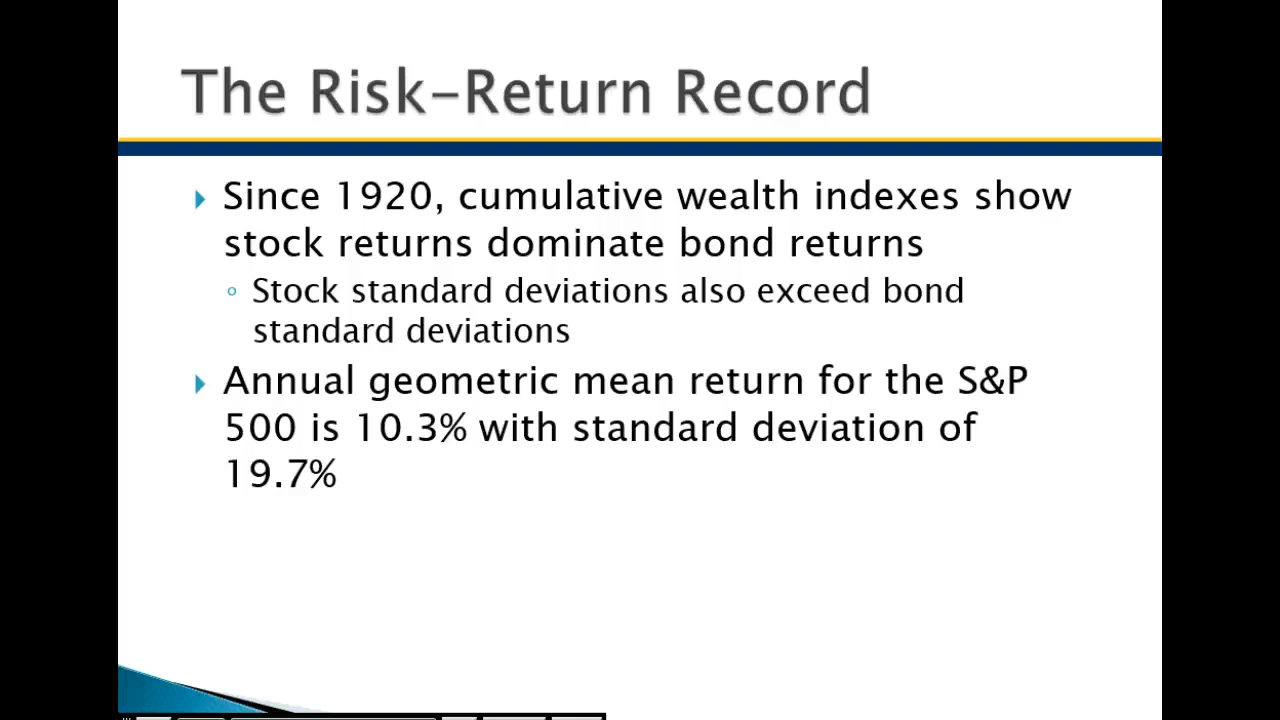 The Risk-Return Record
Since 1920, cumulative wealth indexes show
stock returns dominate bond returns
Stock standard deviations also exceed bond
standard deviations
Annual geometric mean return for the S&P
500 is 10.3% with standard deviation of
19.7%